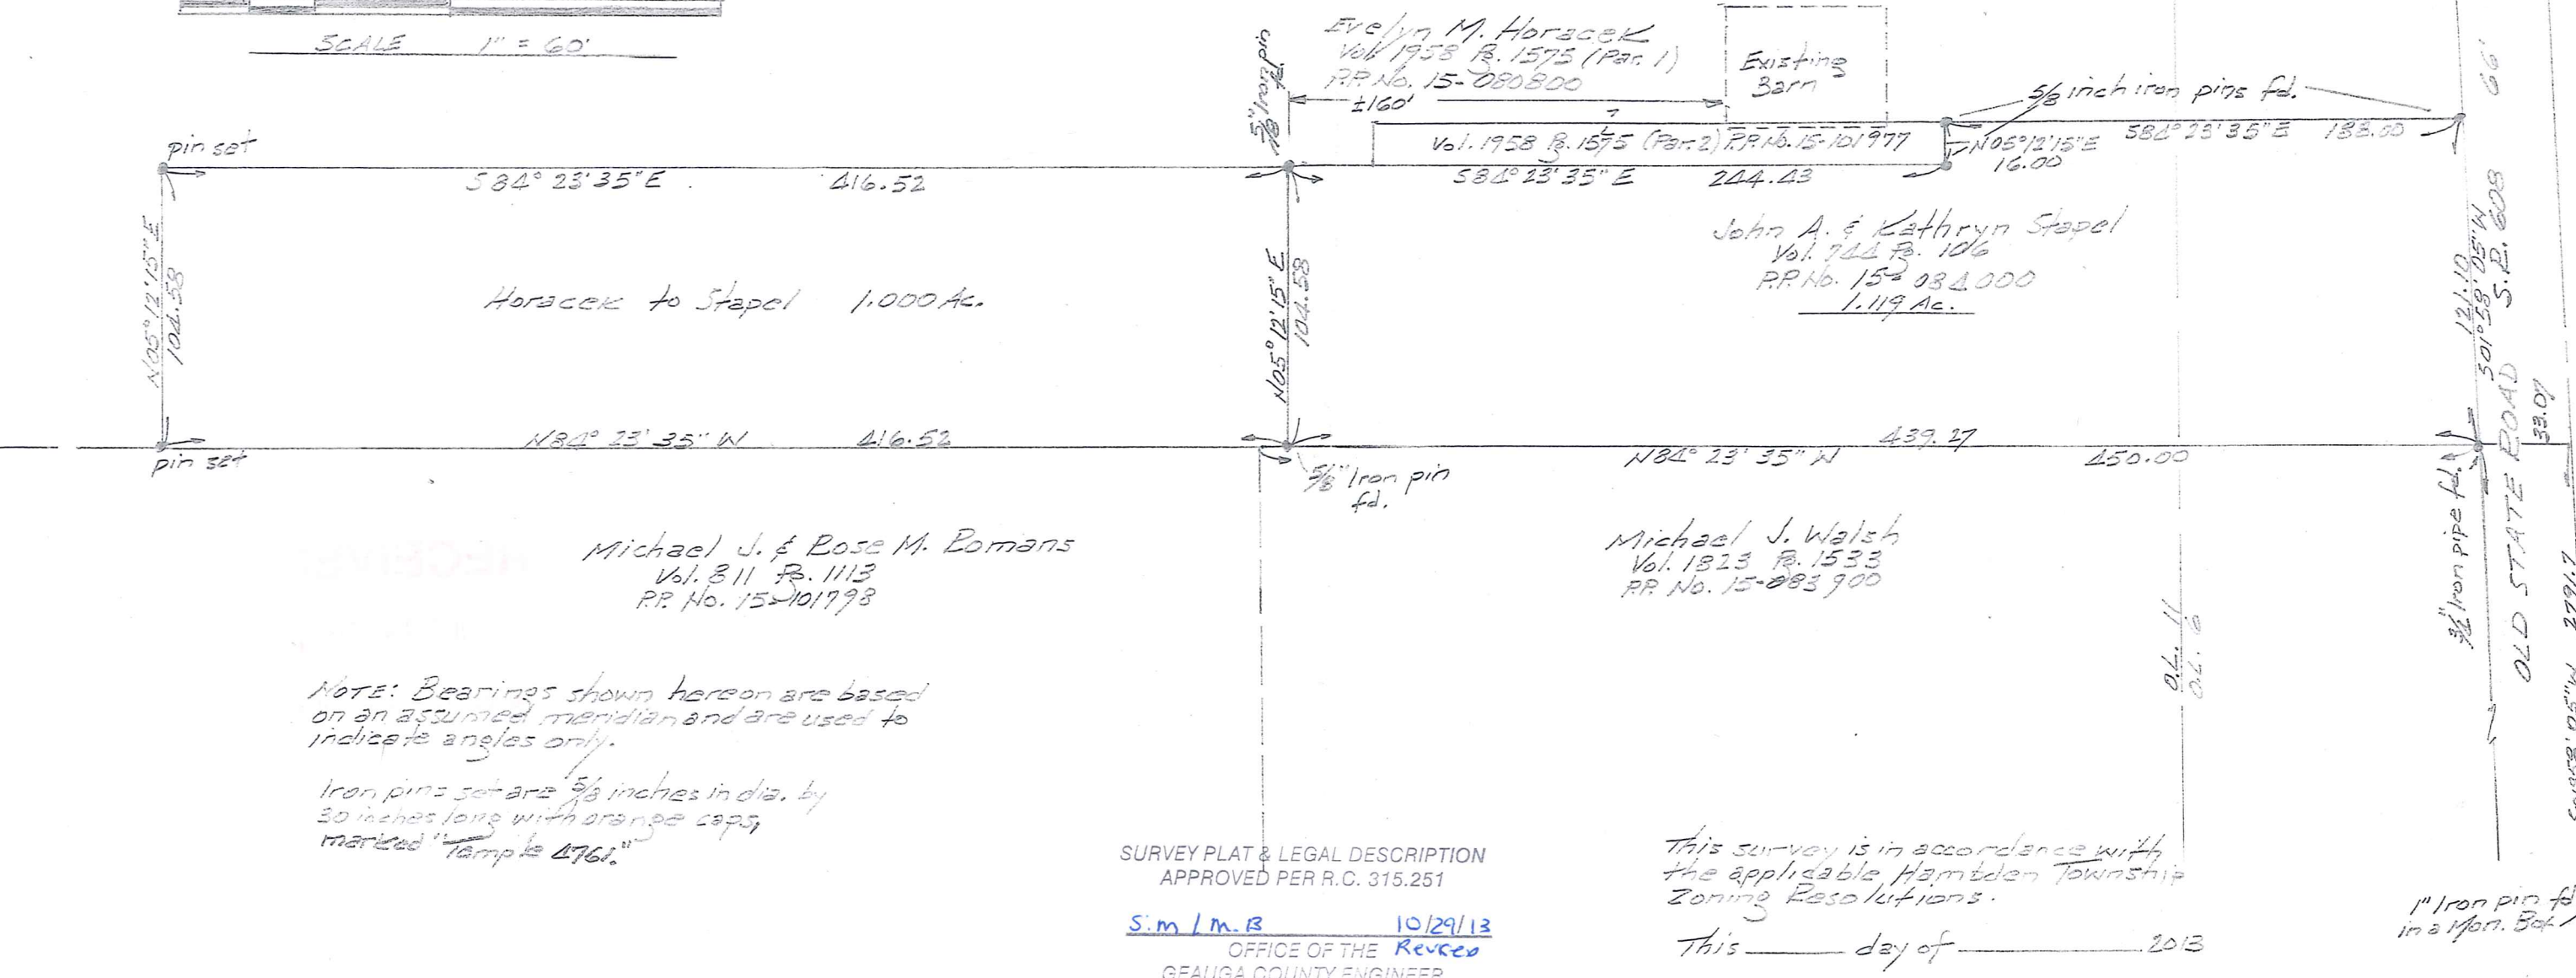 SCALE 1" = 60'
Evelyn M. Horacek
Vol. 1958 Pg. 1575 (Par. 1)
P.P. No. 15-080800
±160'
Existing
Barn
5/8" Iron pipe
fd.
5/8 inch iron pins fd.
Vol. 1958 Pg. 1575 (Par. 2) P.P. No. 15-101977
N05°12'15"E
16.00
S84° 23' 35" E 188.00
66'
pin set
S84° 23' 35" E 416.52
S84° 23' 35" E 244.43
N05° 12' 15" E
104.58
Horacek to Stapel 1.000 Ac.
N05° 12' 15" E
104.58
John A. & Kathryn Stapel
Vol. 744 Pg. 106
P.P. No. 15-084000
1.119 Ac.
121.10
S01° 58' 05" W
OLD STATE ROAD S.R. 608
33.07
N84° 23' 35" W 416.52
pin set
5/8" Iron pin
fd.
439.27
N84° 23' 35" W
450.00
3/4" Iron pipe fd.
Michael J. & Rose M. Romans
Vol. 811 Pg. 1113
P.P. No. 15-101798
Michael J. Walsh
Vol. 1823 Pg. 1533
P.P. No. 15-083900
O.L. 11
O.L. 6
S01°58'05"W 2791.7
NOTE: Bearings shown hereon are based
on an assumed meridian and are used to
indicate angles only.
Iron pins set are 5/8 inches in dia. by
30 inches long with orange caps,
marked "Temple 4761."
SURVEY PLAT & LEGAL DESCRIPTION
APPROVED PER R.C. 315.251
S.M / M.B 10/29/13
OFFICE OF THE
GEAUGA COUNTY ENGINEER
This survey is in accordance with
the applicable Hambden Township
Zoning Resolutions.
This day of 2013
1" Iron pin fd
in a Mon. Box